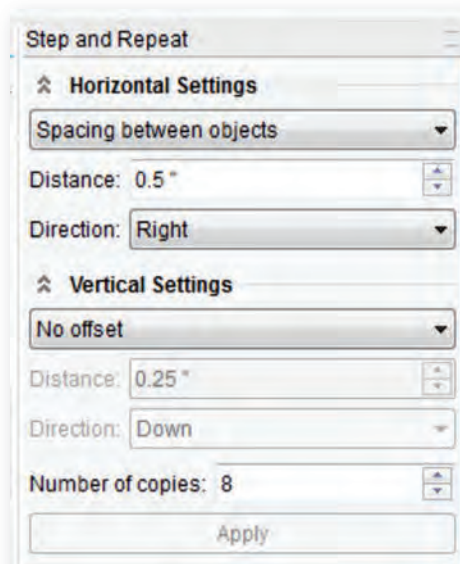 Step and Repeat
Horizontal Settings
Spacing between objects
Distance: 0.5 "
Direction: Right
Vertical Settings
No offset
Distance: 0.25 "
Direction: Down
Number of copies: 8
Apply